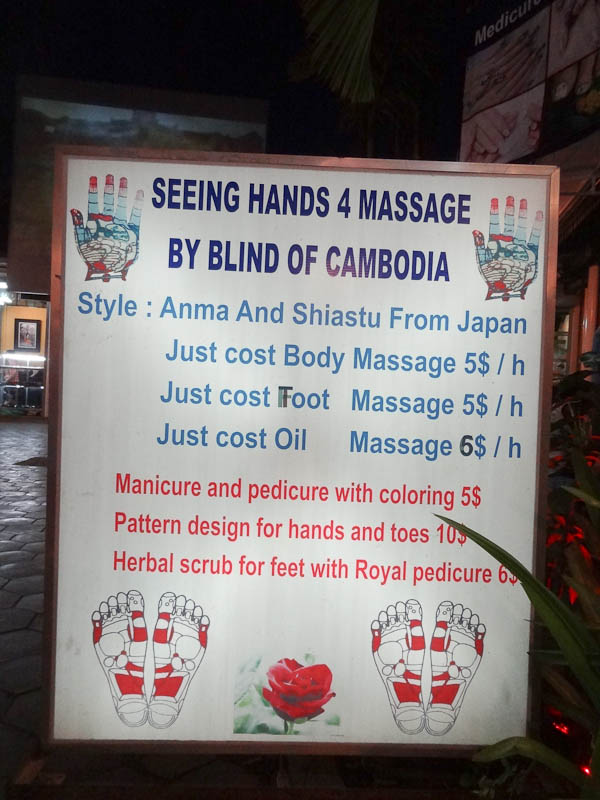 Medicure
SEEING HANDS 4 MASSAGE
BY BLIND OF CAMBODIA
Style : Anma And Shiastu From Japan
Just cost Body Massage 5$ / h
Just cost Foot Massage 5$ / h
Just cost Oil Massage 6$ / h
Manicure and pedicure with coloring 5$
Pattern design for hands and toes 10$
Herbal scrub for feet with Royal pedicure 6$